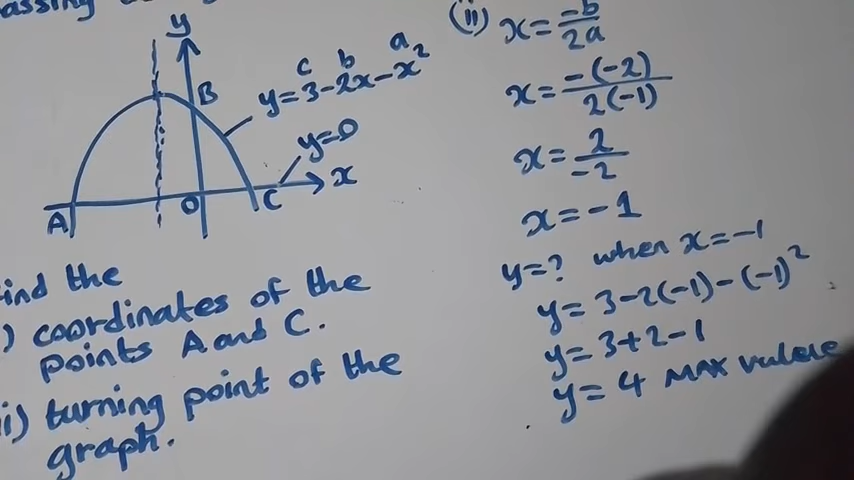 y
c b a
y=3-2x-x²
B
y=0
x
A
O
C
ind the
) coordinates of the
points A and C.
ii) turning point of the
graph.
(ii) x = -b/2a
x = -(-2)/2(-1)
x = 2/-2
x = -1
y=? when x=-1
y = 3-2(-1)-(-1)²
y = 3+2-1
y = 4 MAX value